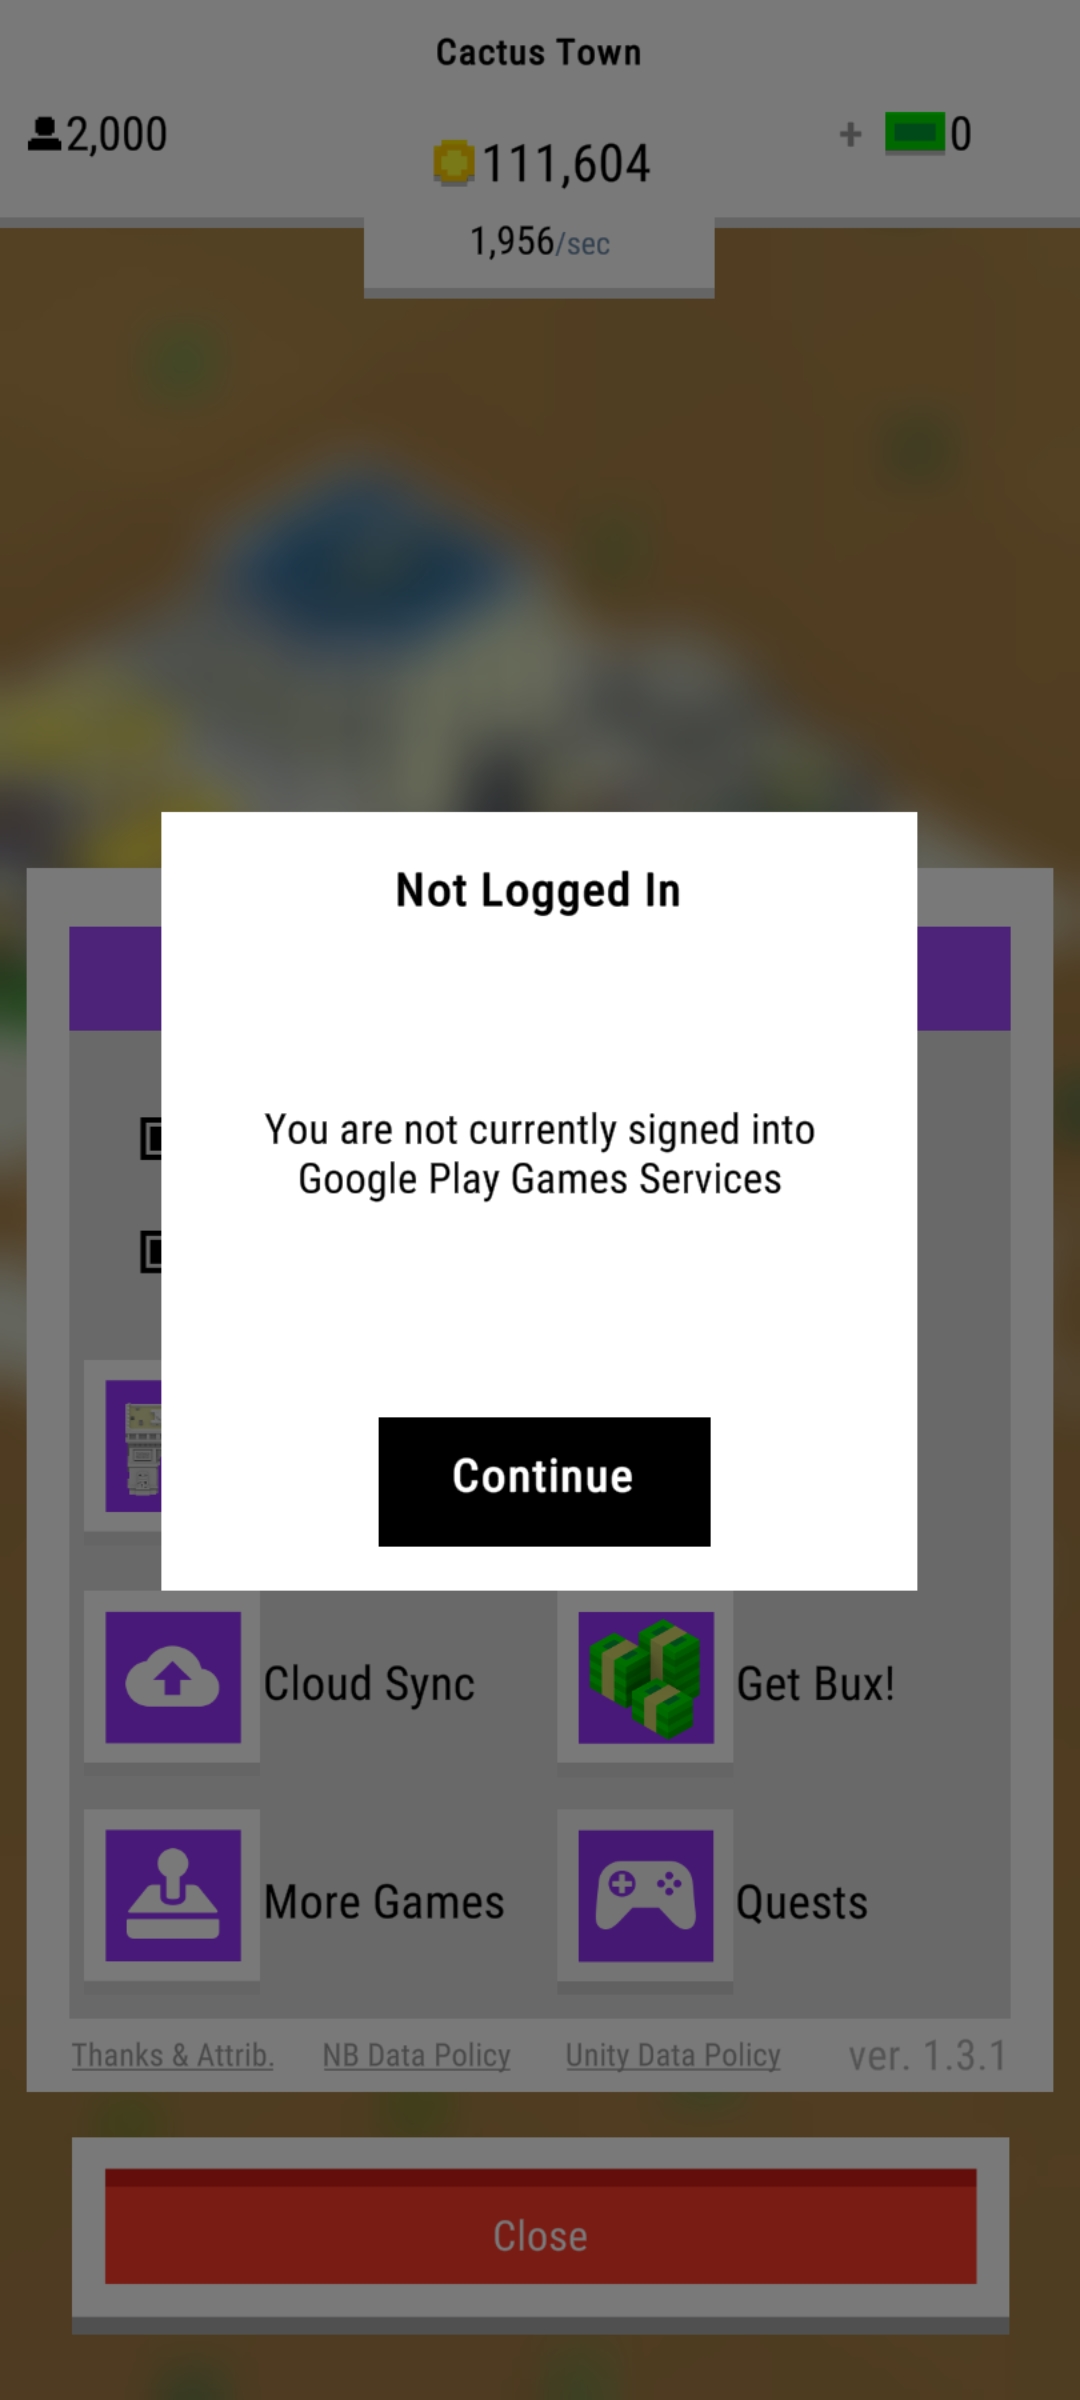 Cactus Town
2,000
111,604
+ 0
1,956/sec
Not Logged In
You are not currently signed into
Google Play Games Services
Continue
Cloud Sync
Get Bux!
More Games
Quests
Thanks & Attrib.
NB Data Policy
Unity Data Policy
ver. 1.3.1
Close